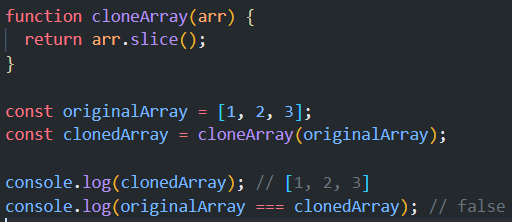 function cloneArray(arr) {
  return arr.slice();
}

const originalArray = [1, 2, 3];
const clonedArray = cloneArray(originalArray);

console.log(clonedArray); // [1, 2, 3]
console.log(originalArray === clonedArray); // false